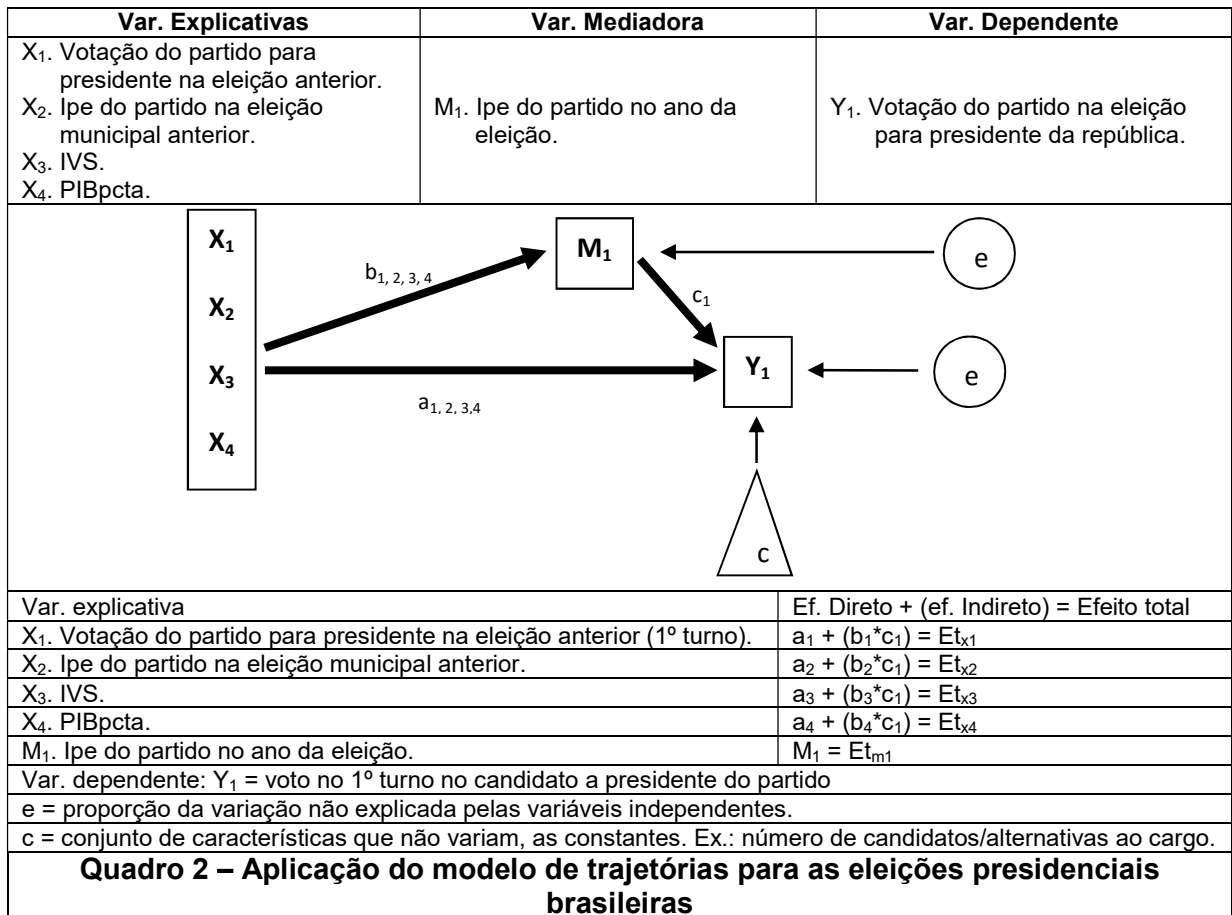 Var. Explicativas
Var. Mediadora
Var. Dependente
X₁. Votação do partido para
presidente na eleição anterior.
X₂. Ipe do partido na eleição
municipal anterior.
X₃. IVS.
X₄. PIBpcta.
M₁. Ipe do partido no ano da
eleição.
Y₁. Votação do partido na eleição
para presidente da república.
X₁
X₂
X₃
X₄
b₁, ₂, ₃, ₄
M₁
e
c₁
a₁, ₂, ₃,₄
Y₁
e
c
Var. explicativa
Ef. Direto + (ef. Indireto) = Efeito total
X₁. Votação do partido para presidente na eleição anterior (1º turno).
a₁ + (b₁*c₁) = Etₓ₁
X₂. Ipe do partido na eleição municipal anterior.
a₂ + (b₂*c₁) = Etₓ₂
X₃. IVS.
a₃ + (b₃*c₁) = Etₓ₃
X₄. PIBpcta.
a₄ + (b₄*c₁) = Etₓ₄
M₁. Ipe do partido no ano da eleição.
M₁ = Etₘ₁
Var. dependente: Y₁ = voto no 1º turno no candidato a presidente do partido
e = proporção da variação não explicada pelas variáveis independentes.
c = conjunto de características que não variam, as constantes. Ex.: número de candidatos/alternativas ao cargo.
Quadro 2 – Aplicação do modelo de trajetórias para as eleições presidenciais
brasileiras